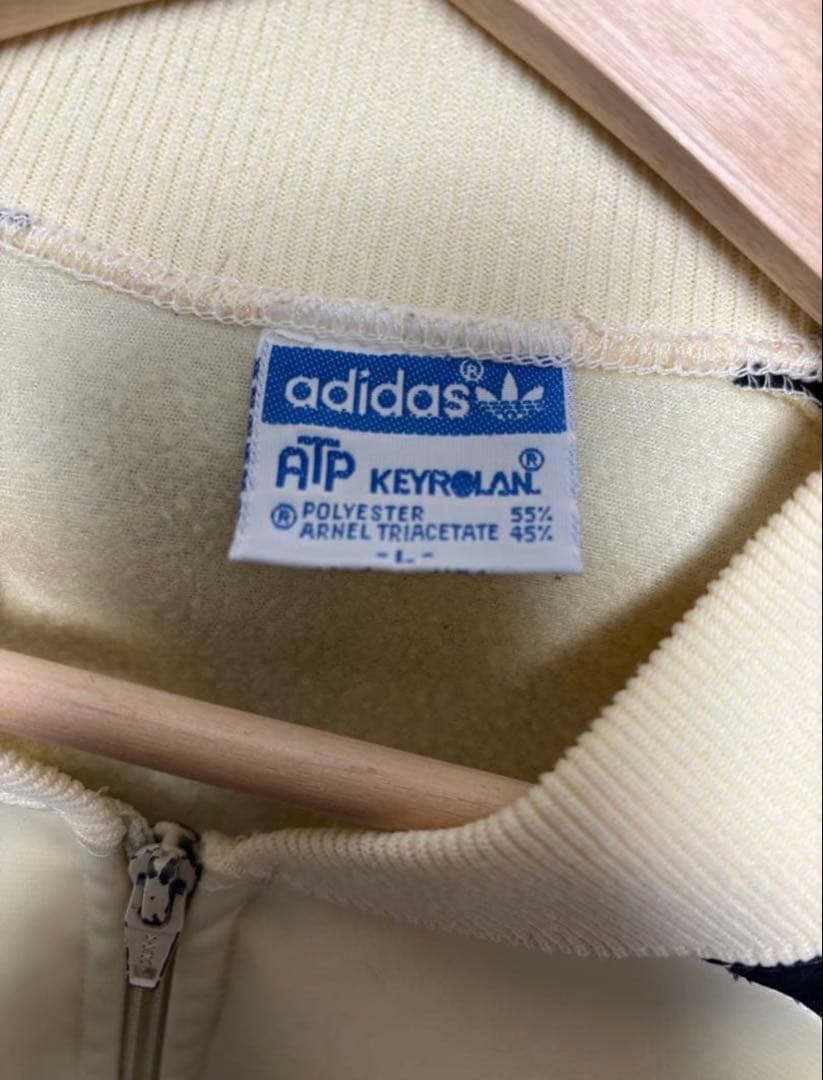 adidas®
ATP KEYROLAN®
® POLYESTER 55%
ARNEL TRIACETATE 45%
- L -